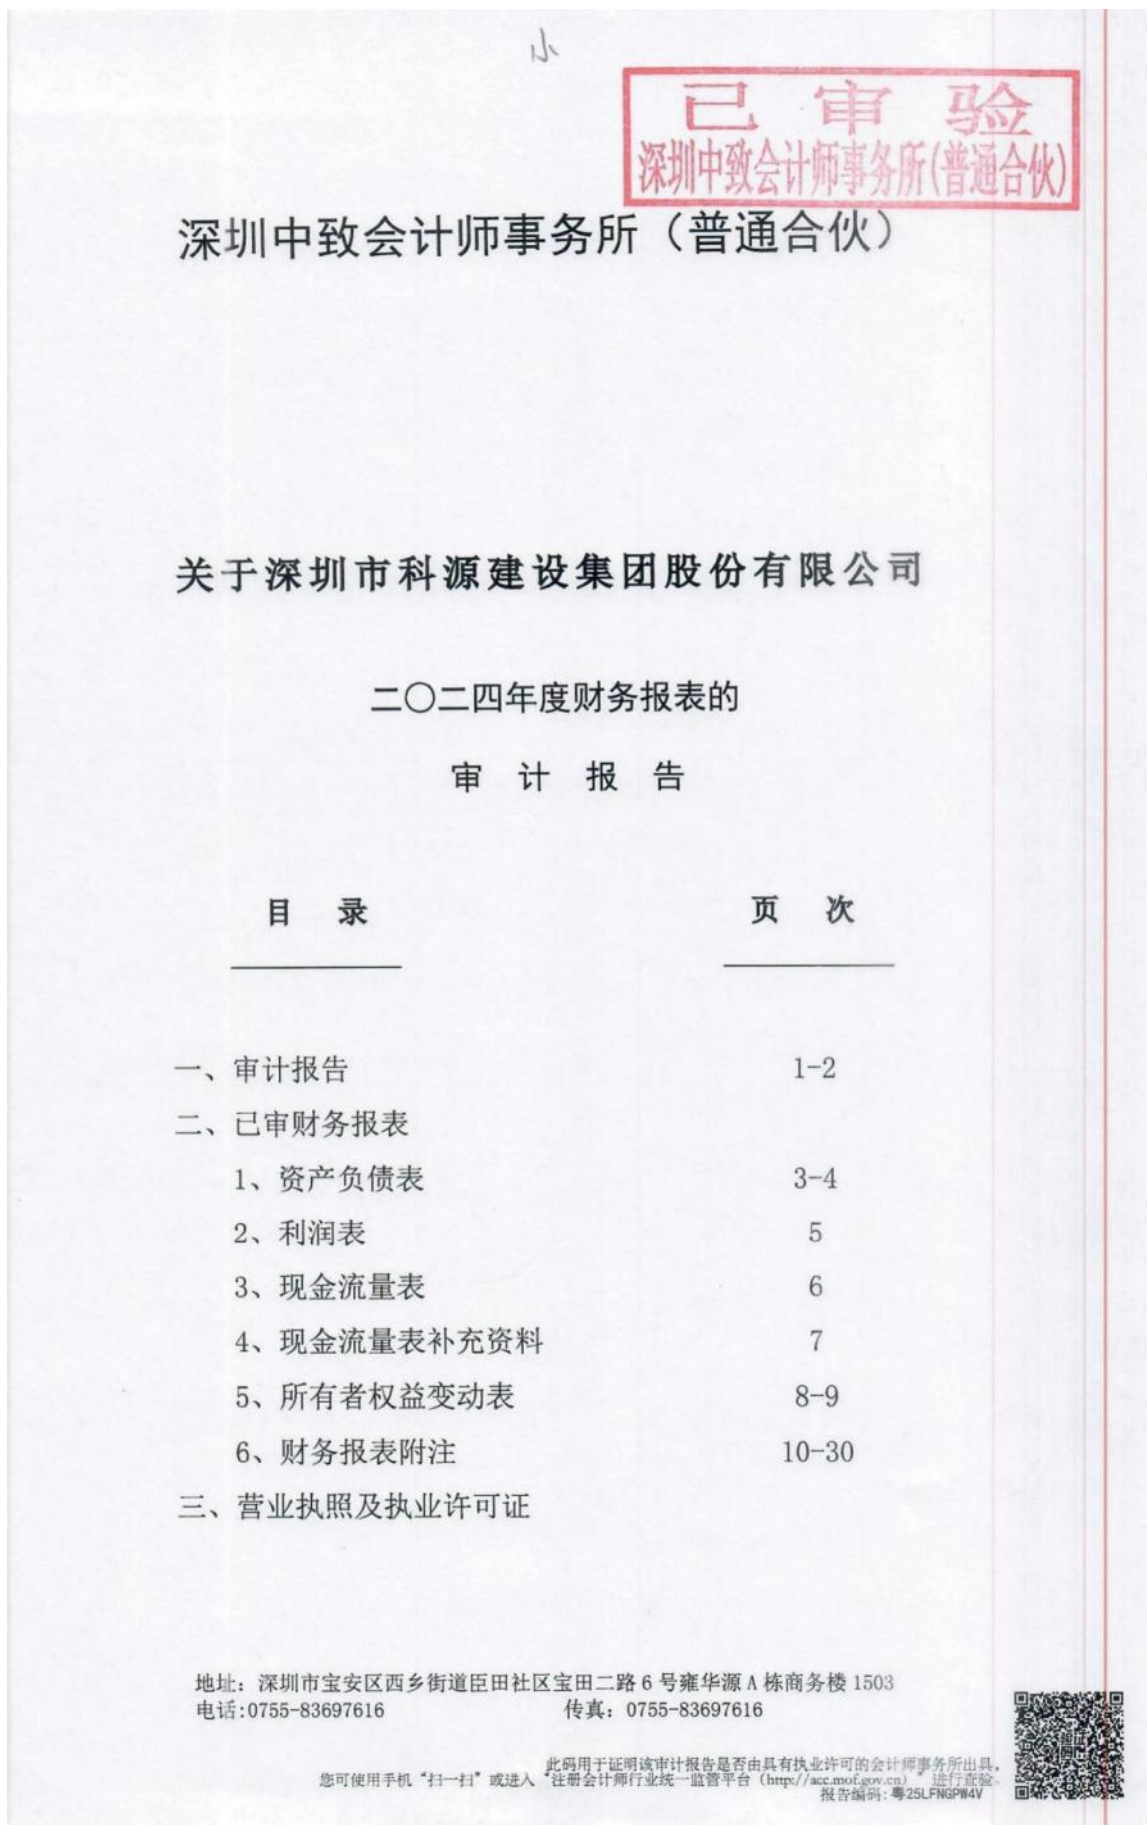 小
已审验
深圳中致会计师事务所(普通合伙)
深圳中致会计师事务所（普通合伙）
关于深圳市科源建设集团股份有限公司
二〇二四年度财务报表的
审计报告
目录 页次
一、审计报告 1-2
二、已审财务报表
1、资产负债表 3-4
2、利润表 5
3、现金流量表 6
4、现金流量表补充资料 7
5、所有者权益变动表 8-9
6、财务报表附注 10-30
三、营业执照及执业许可证
地址：深圳市宝安区西乡街道臣田社区宝田二路6号雍华源A栋商务楼1503
电话:0755-83697616 传真：0755-83697616
此码用于证明该审计报告是否由具有执业许可的会计师事务所出具，
您可使用手机“扫一扫”或进入“注册会计师行业统一监管平台（http://acc.mof.gov.cn）”进行查验。
报告编码:粤25LFNGPW4V